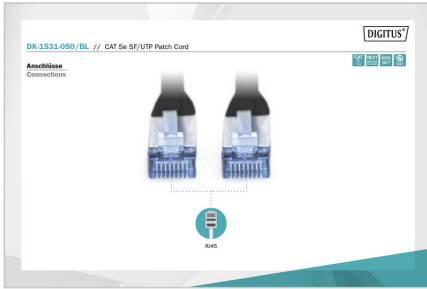 DIGITUS®
DK-1531-050/BL // CAT 5e SF/UTP Patch Cord
Anschlüsse
Connections
RJ45